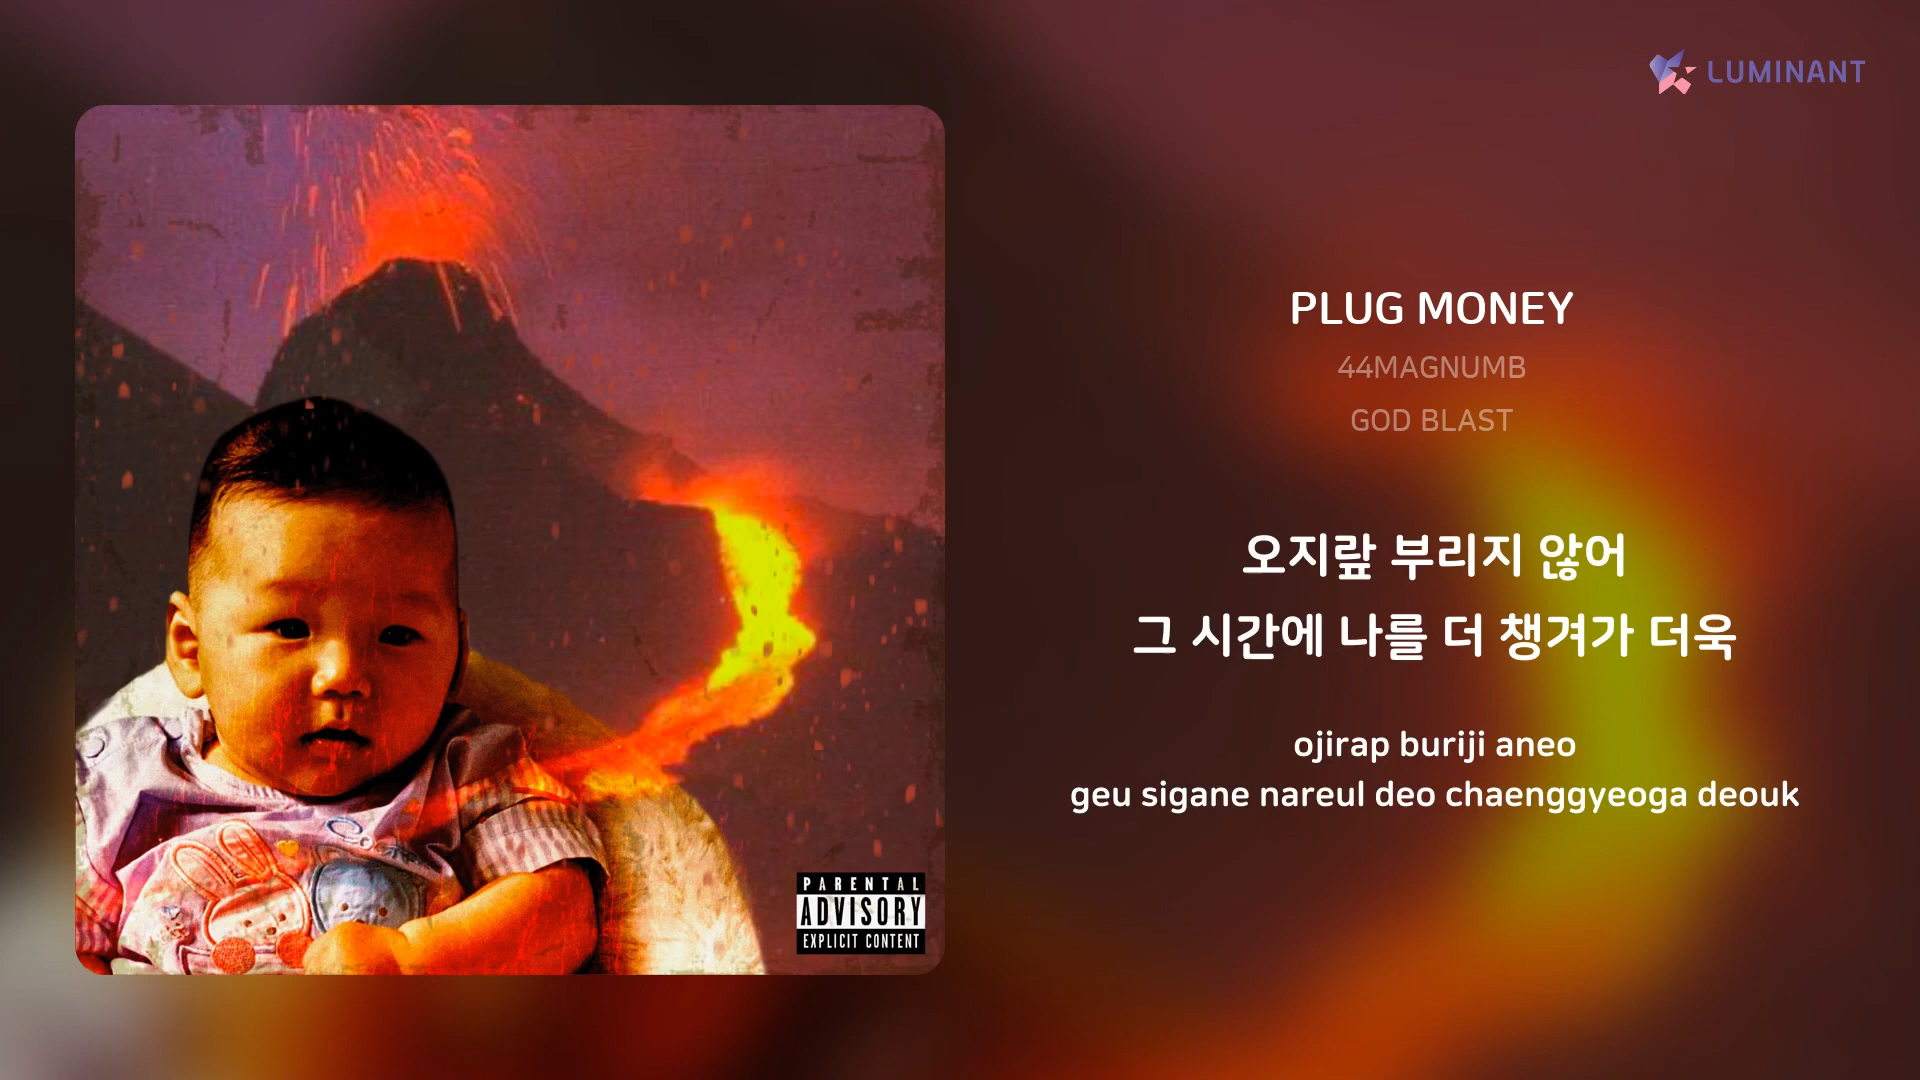 LUMINANT
PLUG MONEY
44MAGNUMB
GOD BLAST
오지랖 부리지 않어
그 시간에 나를 더 챙겨가 더욱
ojirap buriji aneo
geu sigane nareul deo chaenggyeoga deouk
PARENTAL
ADVISORY
EXPLICIT CONTENT